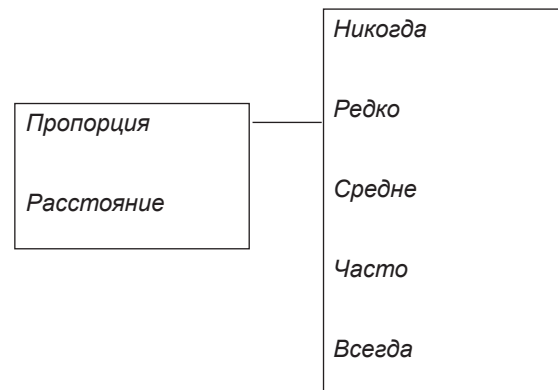 Пропорция
Расстояние
Никогда
Редко
Средне
Часто
Всегда